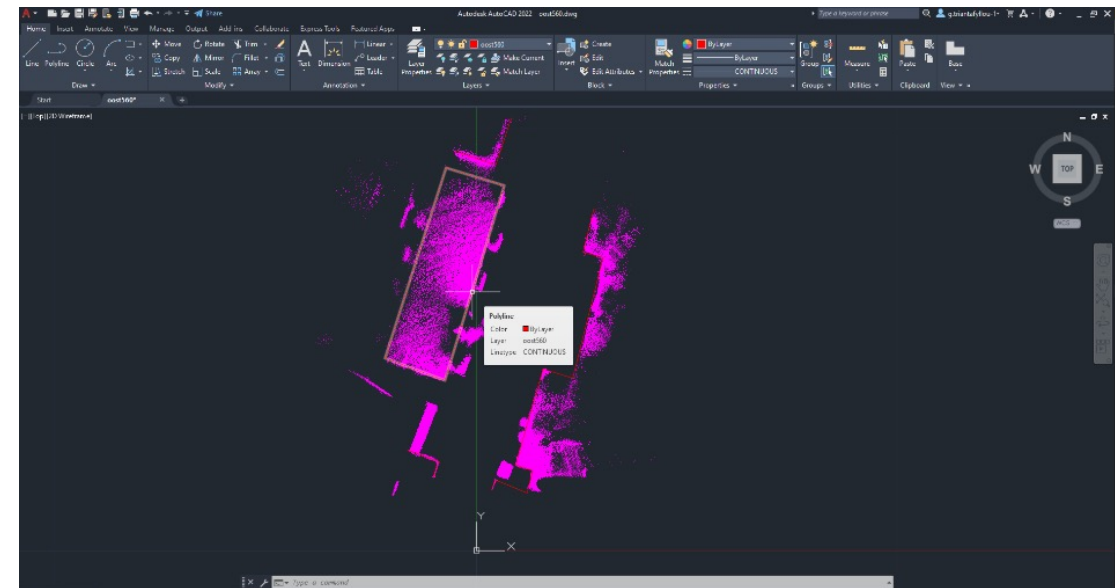 Share
Autodesk AutoCAD 2022 oost560.dwg
Type a keyword or phrase
Home Insert Annotate View Manage Output Add-ins Collaborate Express Tools Featured Apps
Line Polyline Circle Arc
Move Rotate Trim
Copy Mirror Fillet
Stretch Scale Array
Text Dimension
Linear
Leader
Table
Layer Properties
oost560
Make Current
Match Layer
Insert
Create
Edit
Edit Attributes
Match Properties
ByLayer
ByLayer
CONTINUOUS
Group
Measure
Paste
Base
Draw
Modify
Annotation
Layers
Block
Properties
Groups
Utilities
Clipboard
View
Start
oost560*
[-][Top][2D Wireframe]
N
W TOP E
S
Polyline
Color ByLayer
Layer oost560
Linetype CONTINUOUS
Y
X
Type a command